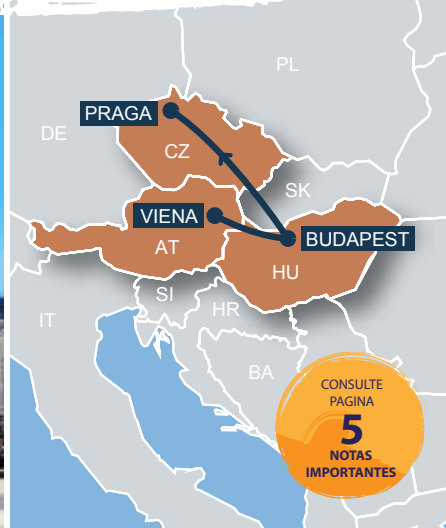 PL
PRAGA
DE
CZ
SK
VIENA
BUDAPEST
AT
HU
SI
HR
IT
BA
CONSULTE
PAGINA
5
NOTAS
IMPORTANTES